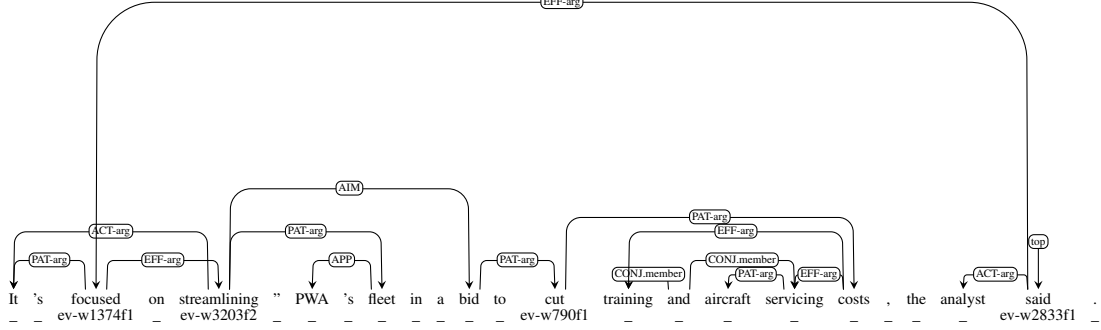 EFF-arg
AIM
ACT-arg PAT-arg PAT-arg EFF-arg top
PAT-arg EFF-arg APP PAT-arg CONJ.member CONJ.member PAT-arg EFF-arg ACT-arg
It 's focused on streamlining " PWA 's fleet in a bid to cut training and aircraft servicing costs , the analyst said .
_ _ ev-w1374f1 _ ev-w3203f2 _ _ _ _ _ _ _ _ ev-w790f1 _ _ _ _ _ _ _ _ ev-w2833f1 _